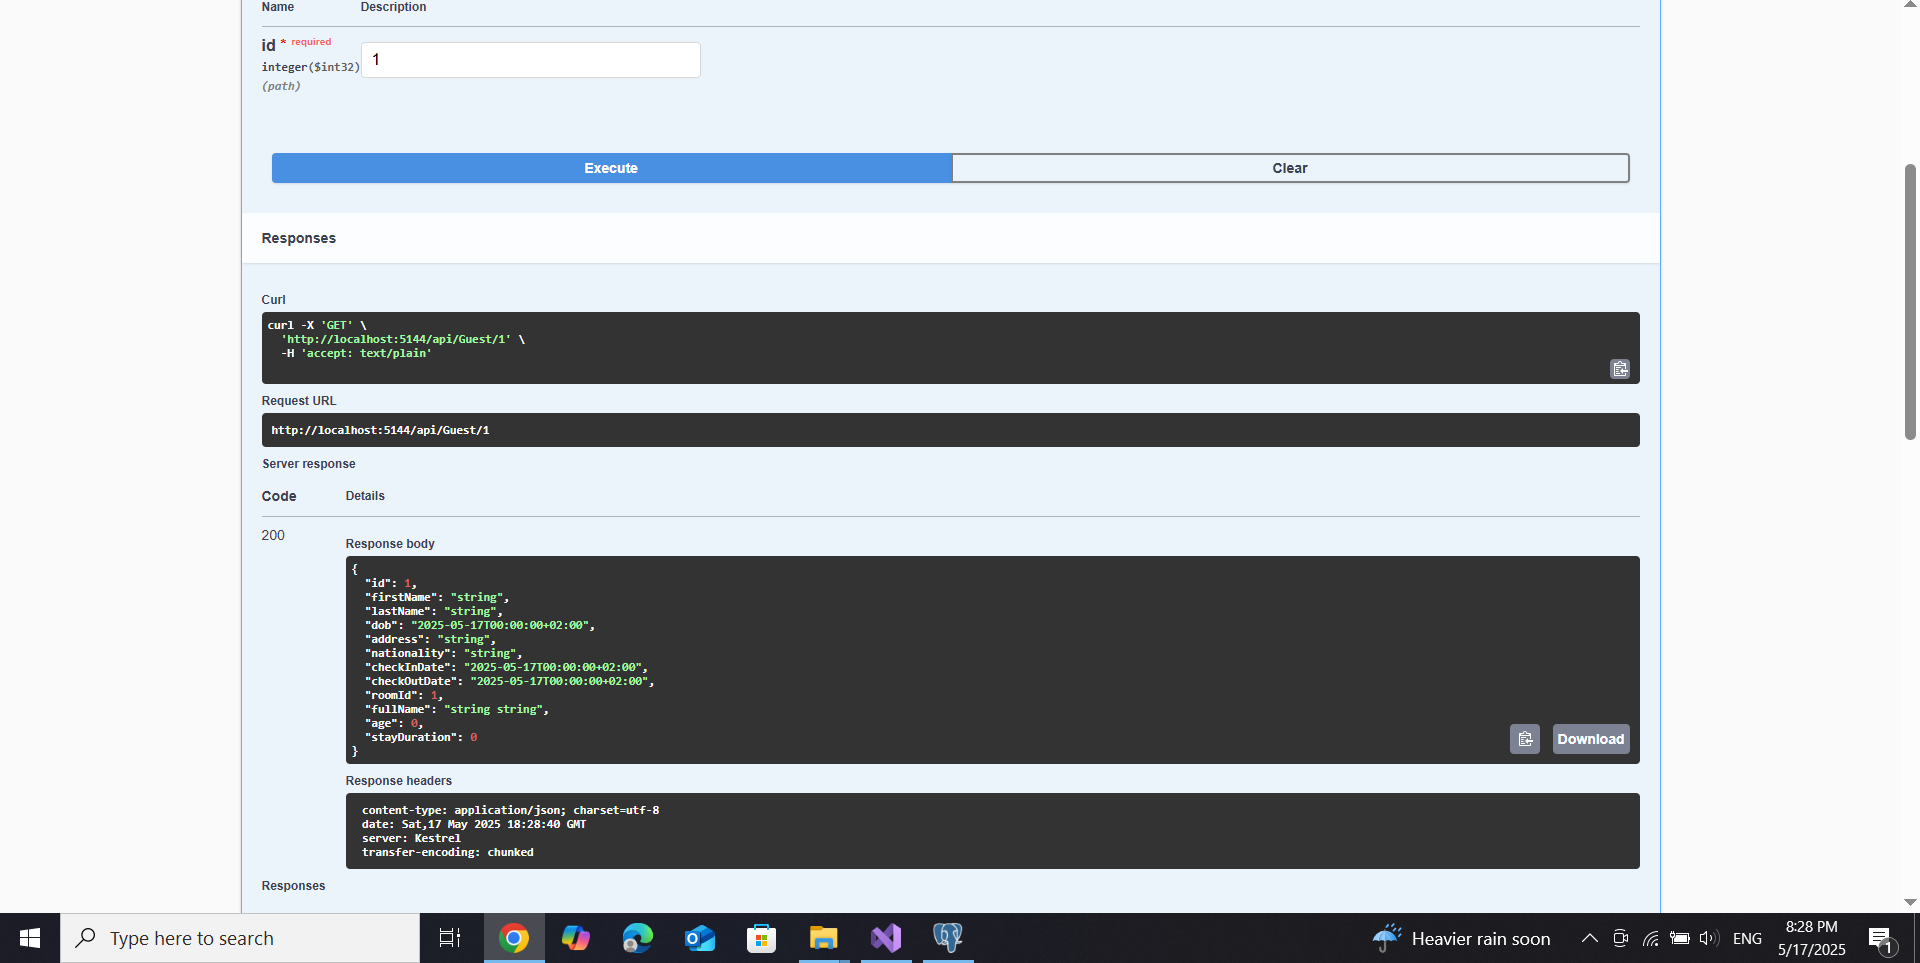 Name Description
id * required
1
integer($int32)
(path)
Execute Clear
Responses
Curl
curl -X 'GET' \
  'http://localhost:5144/api/Guest/1' \
  -H 'accept: text/plain'
Request URL
http://localhost:5144/api/Guest/1
Server response
Code Details
200
Response body
{
  "id": 1,
  "firstName": "string",
  "lastName": "string",
  "dob": "2025-05-17T00:00:00+02:00",
  "address": "string",
  "nationality": "string",
  "checkInDate": "2025-05-17T00:00:00+02:00",
  "checkOutDate": "2025-05-17T00:00:00+02:00",
  "roomId": 1,
  "fullName": "string string",
  "age": 0,
  "stayDuration": 0
}
Download
Response headers
content-type: application/json; charset=utf-8
date: Sat,17 May 2025 18:28:40 GMT
server: Kestrel
transfer-encoding: chunked
Responses
Type here to search
Heavier rain soon
ENG
8:28 PM
5/17/2025
1